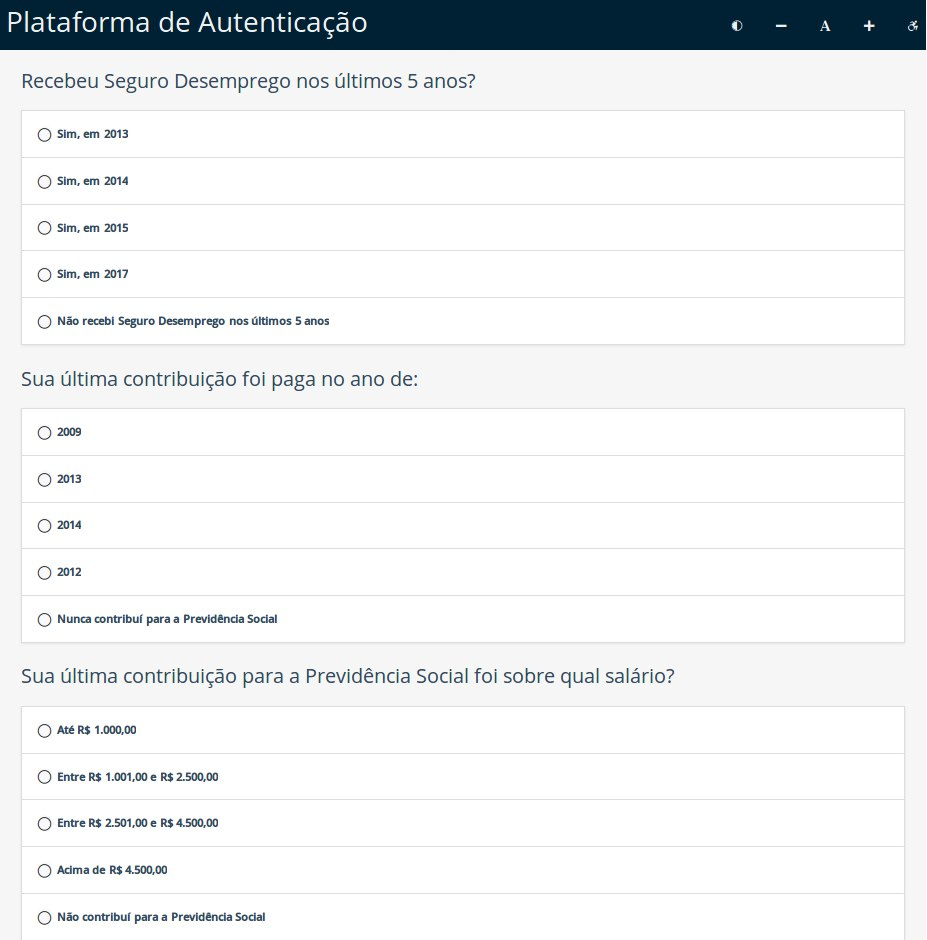 Plataforma de Autenticação
A
Recebeu Seguro Desemprego nos últimos 5 anos?
Sim, em 2013
Sim, em 2014
Sim, em 2015
Sim, em 2017
Não recebi Seguro Desemprego nos últimos 5 anos
Sua última contribuição foi paga no ano de:
2009
2013
2014
2012
Nunca contribuí para a Previdência Social
Sua última contribuição para a Previdência Social foi sobre qual salário?
Até R$ 1.000,00
Entre R$ 1.001,00 e R$ 2.500,00
Entre R$ 2.501,00 e R$ 4.500,00
Acima de R$ 4.500,00
Não contribuí para a Previdência Social